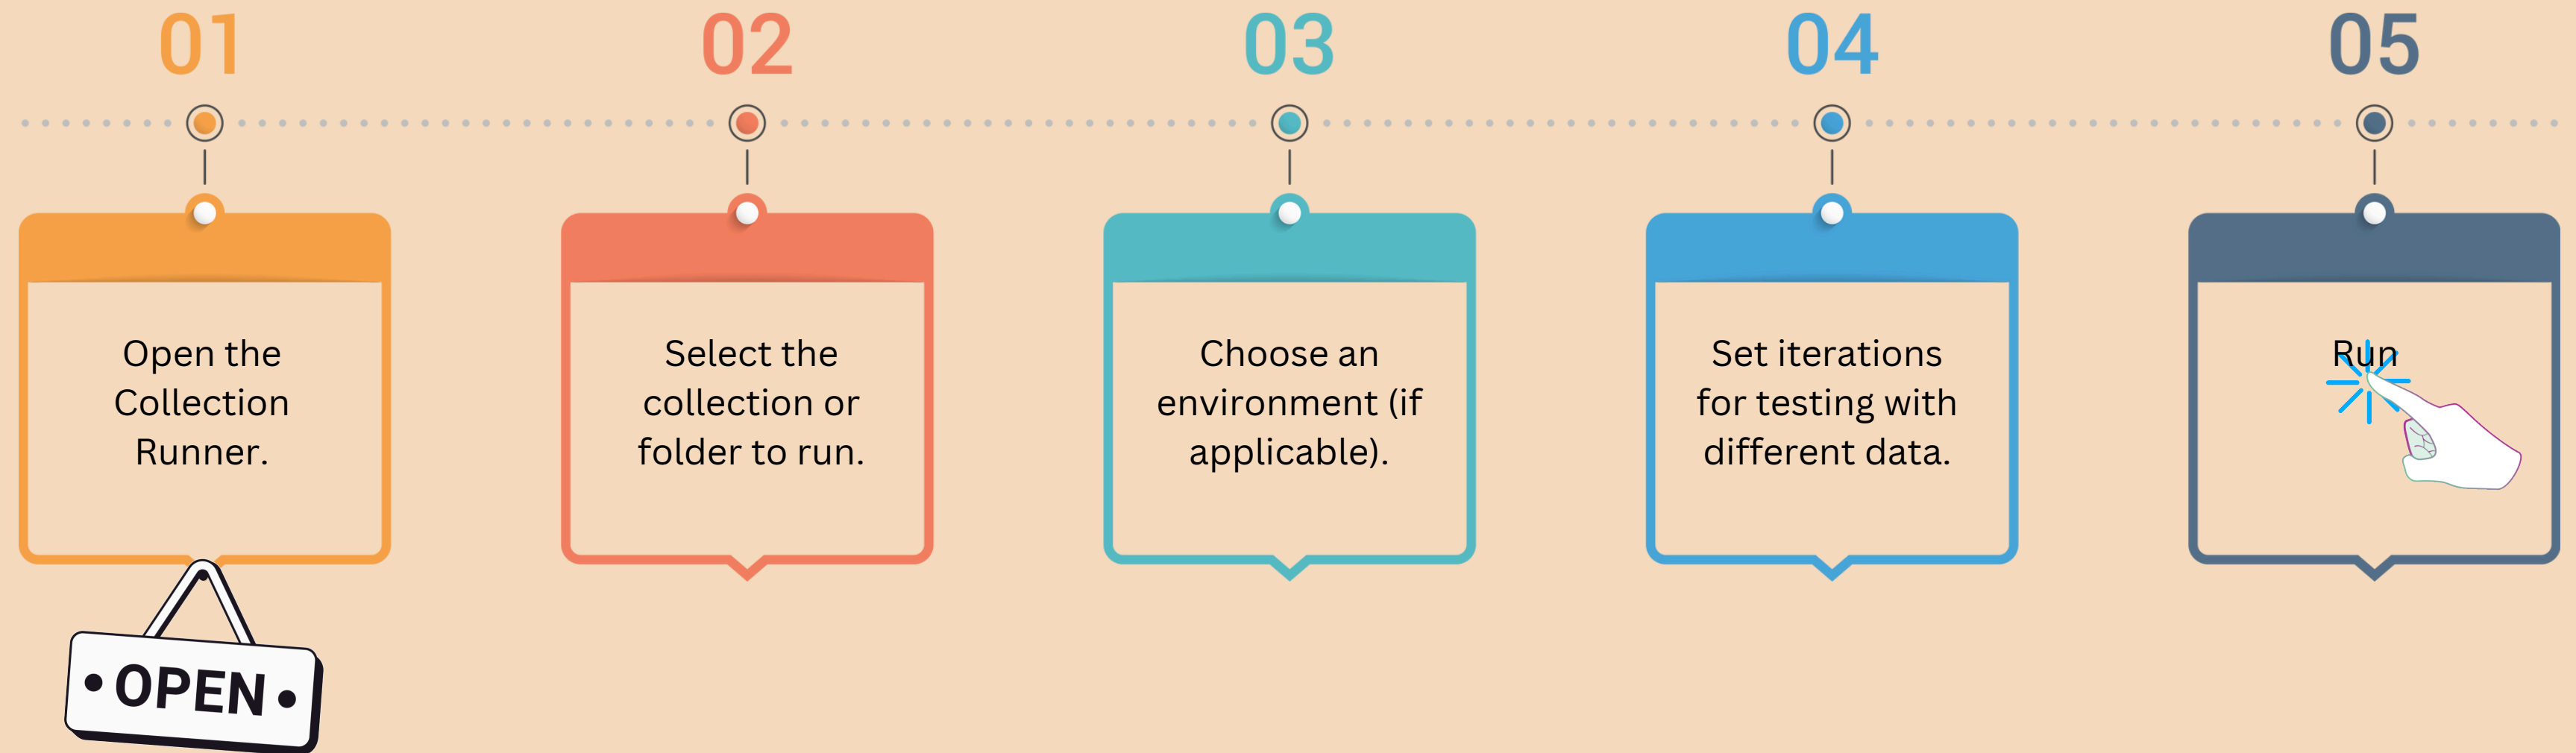 01
02
03
04
05
Open the
Collection
Runner.
Select the
collection or
folder to run.
Choose an
environment (if
applicable).
Set iterations
for testing with
different data.
Run
• OPEN •